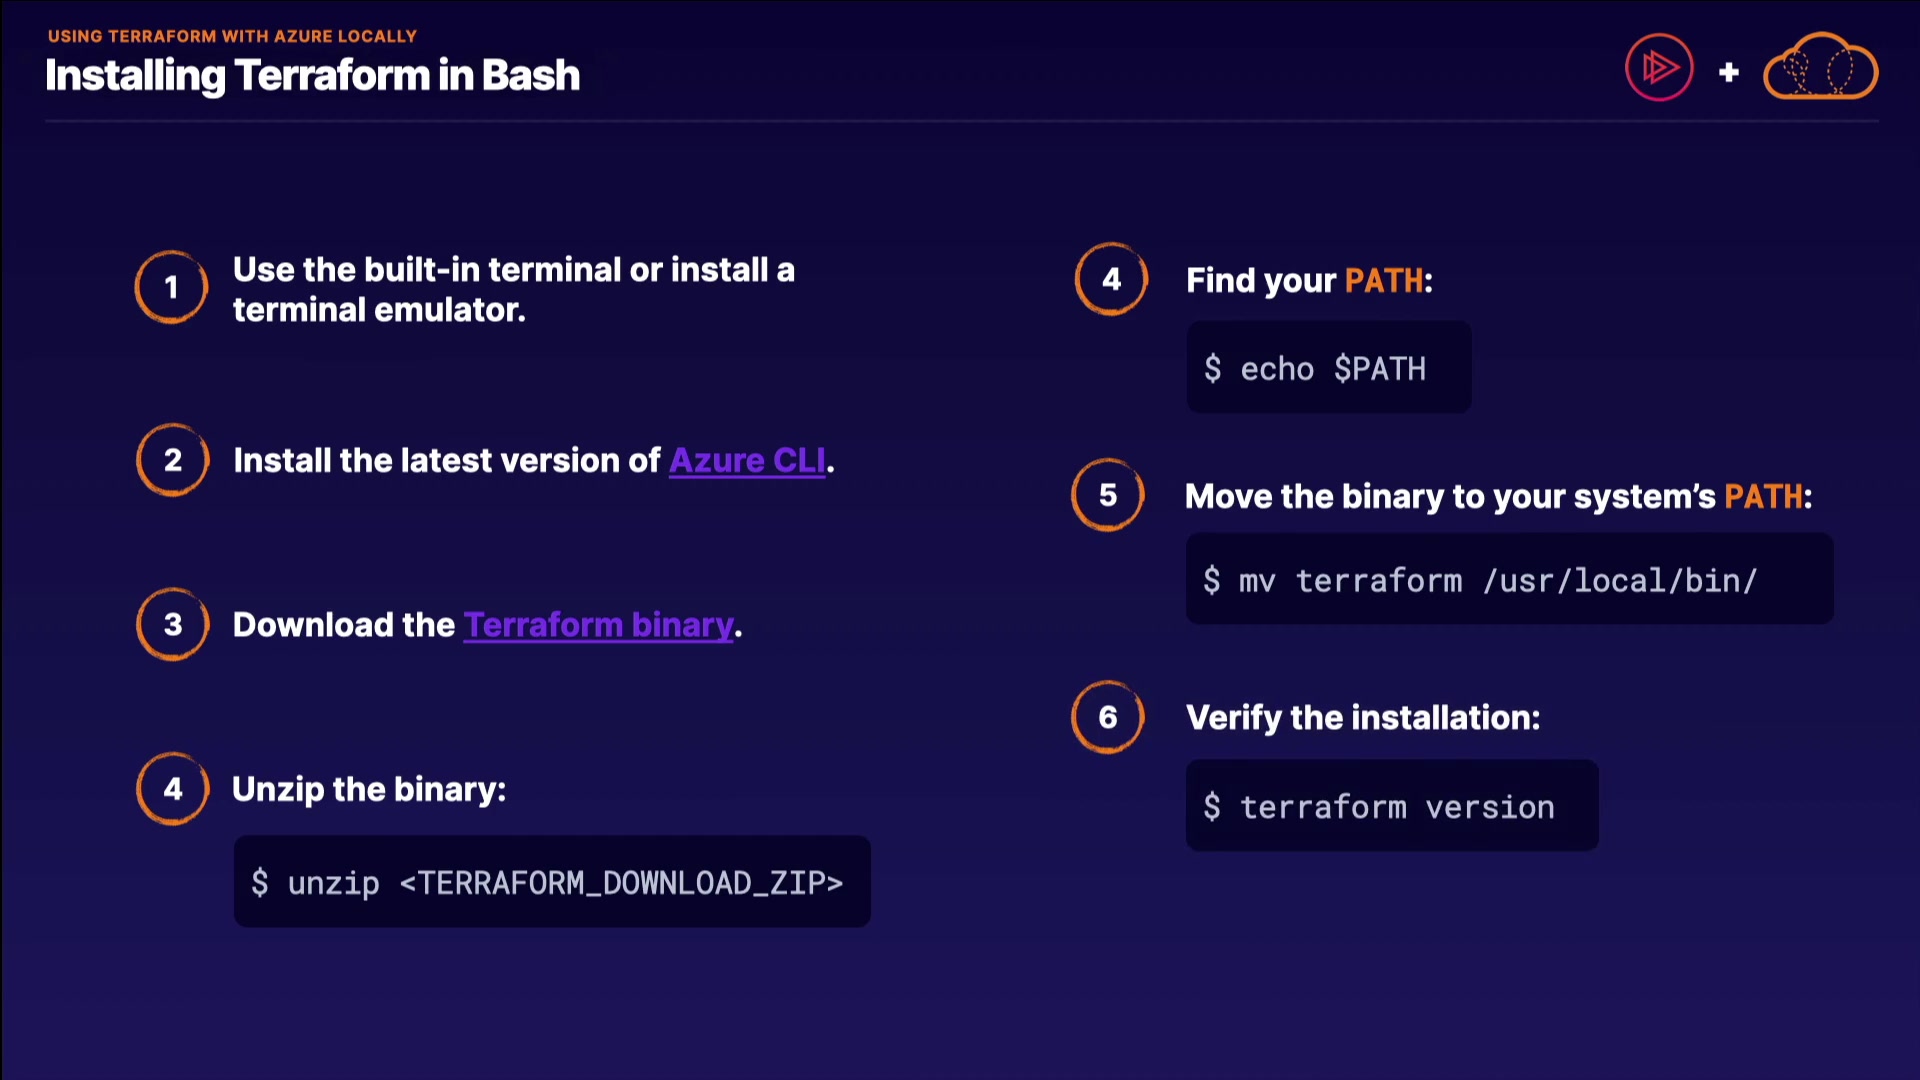 USING TERRAFORM WITH AZURE LOCALLY
Installing Terraform in Bash
+
1
Use the built-in terminal or install a
terminal emulator.
2
Install the latest version of Azure CLI.
3
Download the Terraform binary.
4
Unzip the binary:
$ unzip <TERRAFORM_DOWNLOAD_ZIP>
4
Find your PATH:
$ echo $PATH
5
Move the binary to your system’s PATH:
$ mv terraform /usr/local/bin/
6
Verify the installation:
$ terraform version